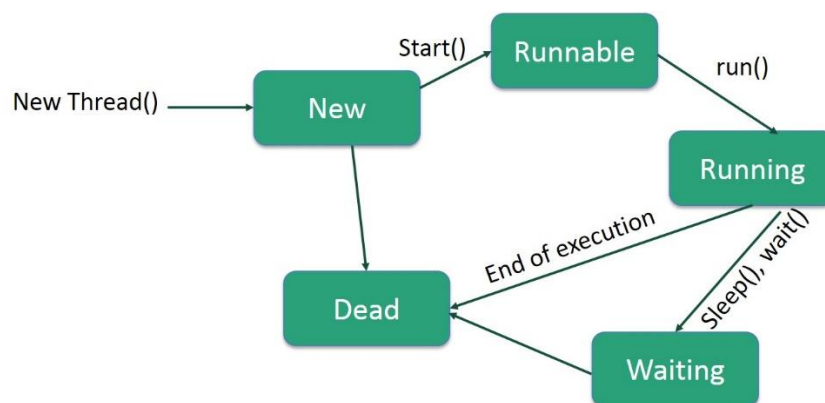 Start()
Runnable
run()
New Thread()
New
Running
End of execution
Sleep(), wait()
Dead
Waiting